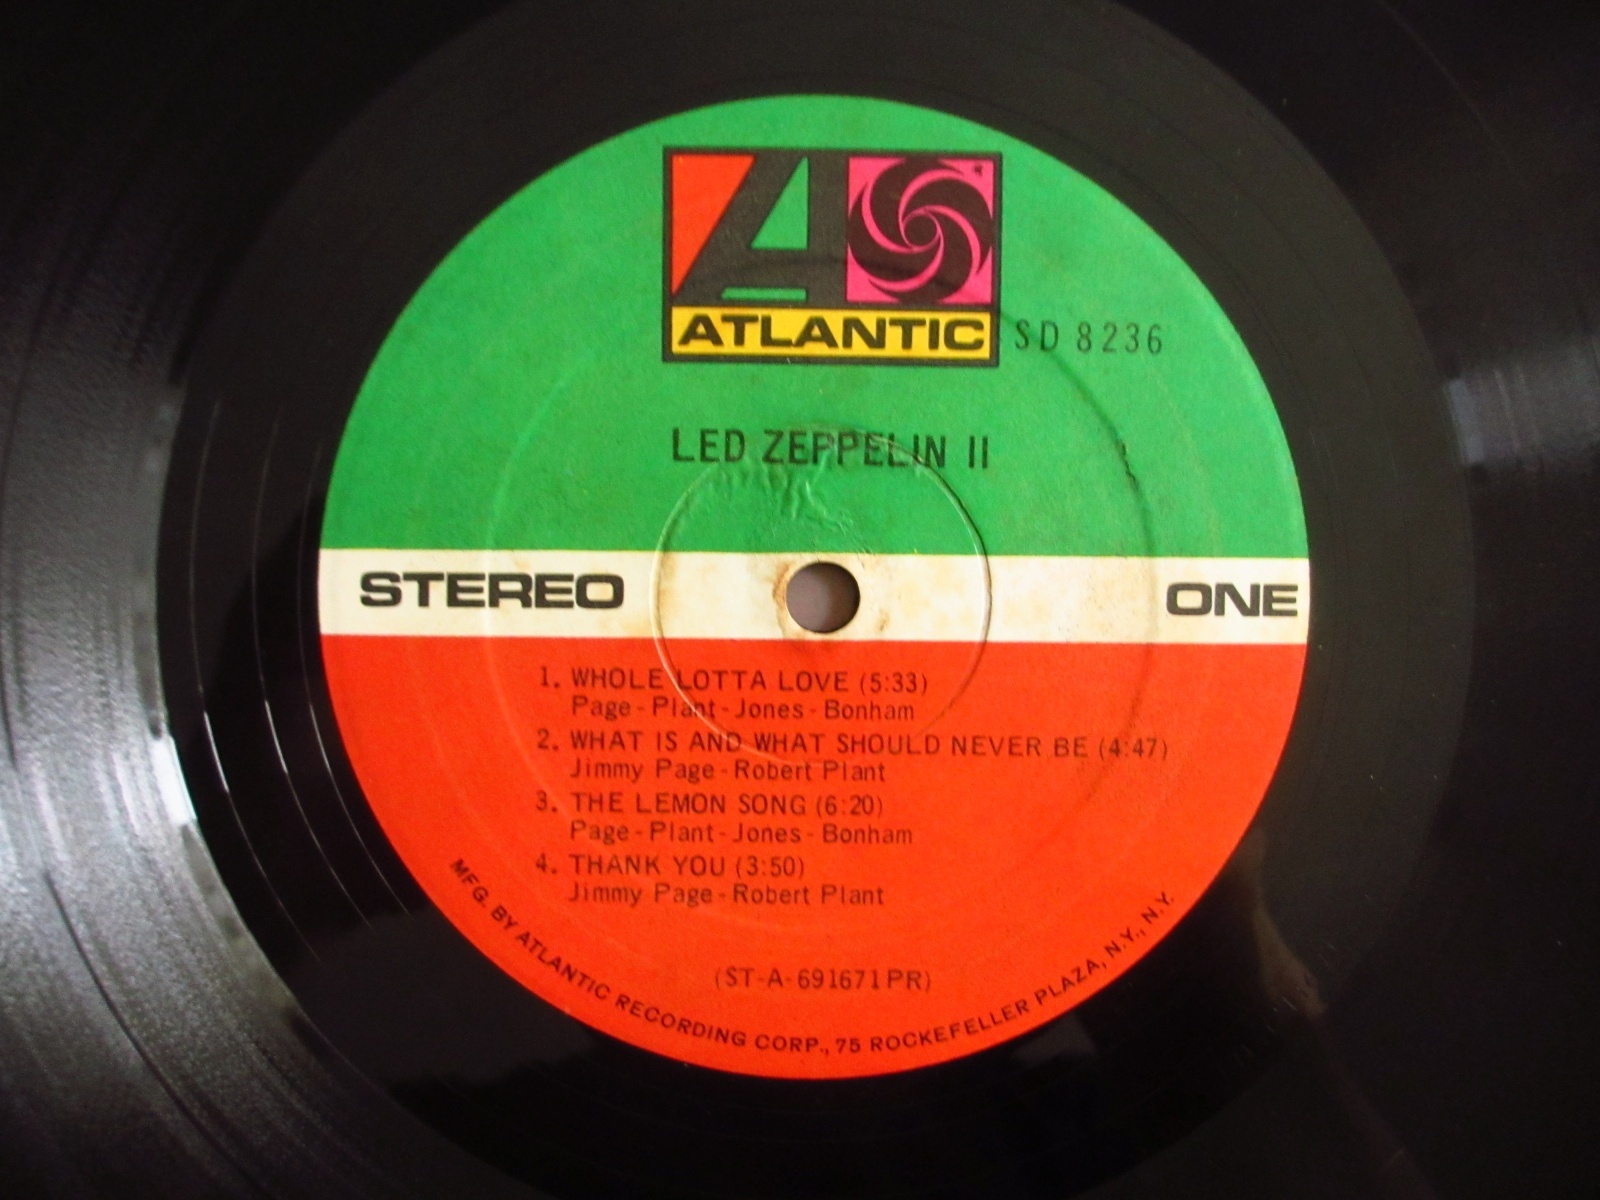 ATLANTIC
SD 8236
LED ZEPPELIN II
STEREO
ONE
1. WHOLE LOTTA LOVE (5:33)
Page - Plant - Jones - Bonham
2. WHAT IS AND WHAT SHOULD NEVER BE (4:47)
Jimmy Page - Robert Plant
3. THE LEMON SONG (6:20)
Page - Plant - Jones - Bonham
4. THANK YOU (3:50)
Jimmy Page - Robert Plant
(ST-A-691671PR)
MFG. BY ATLANTIC RECORDING CORP., 75 ROCKEFELLER PLAZA, N.Y., N.Y.